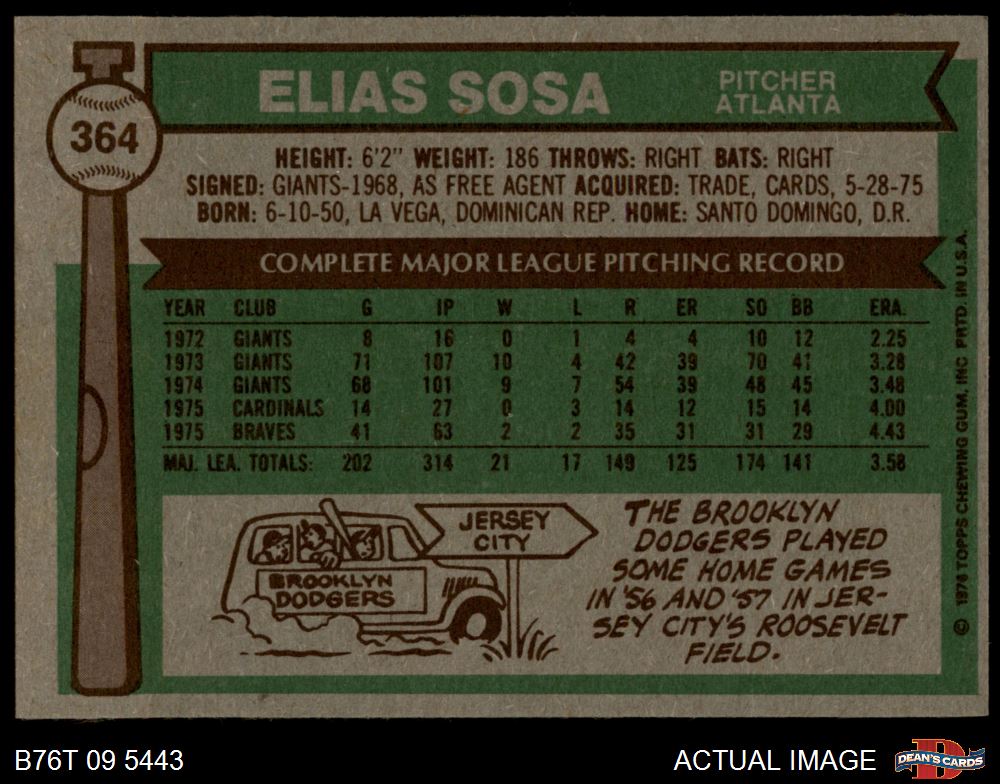 364
ELIAS SOSA
PITCHER
ATLANTA
HEIGHT: 6'2" WEIGHT: 186 THROWS: RIGHT BATS: RIGHT
SIGNED: GIANTS-1968, AS FREE AGENT ACQUIRED: TRADE, CARDS, 5-28-75
BORN: 6-10-50, LA VEGA, DOMINICAN REP. HOME: SANTO DOMINGO, D.R.
COMPLETE MAJOR LEAGUE PITCHING RECORD
YEAR CLUB G IP W L R ER SO BB ERA.
1972 GIANTS 8 16 0 1 4 4 10 12 2.25
1973 GIANTS 71 107 10 4 42 39 70 41 3.28
1974 GIANTS 68 101 9 7 54 39 48 45 3.48
1975 CARDINALS 14 27 0 3 14 12 15 14 4.00
1975 BRAVES 41 63 2 2 35 31 31 29 4.43
MAJ. LEA. TOTALS: 202 314 21 17 149 125 174 141 3.58
JERSEY
CITY
BROOKLYN
DODGERS
THE BROOKLYN
DODGERS PLAYED
SOME HOME GAMES
IN '56 AND '57 IN JER-
SEY CITY'S ROOSEVELT
FIELD.
© 1976 TOPPS CHEWING GUM, INC PRTD. IN U.S.A.
B76T 09 5443
ACTUAL IMAGE
DEAN'S CARDS